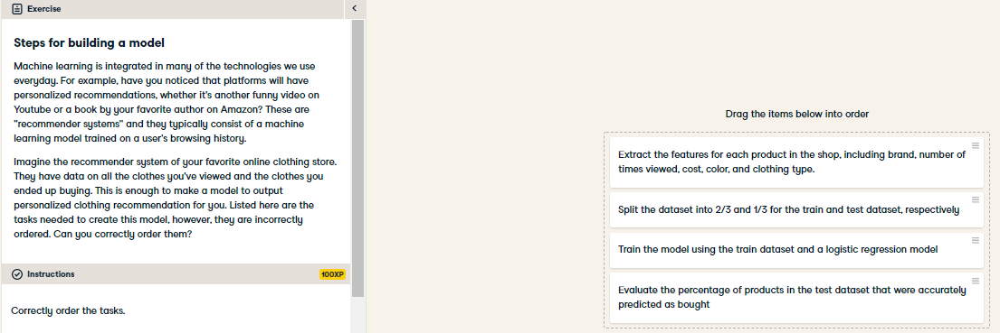 Exercise
Steps for building a model
Machine learning is integrated in many of the technologies we use
everyday. For example, have you noticed that platforms will have
personalized recommendations, whether it's another funny video on
Youtube or a book by your favorite author on Amazon? These are
"recommender systems" and they typically consist of a machine
learning model trained on a user's browsing history.
Imagine the recommender system of your favorite online clothing store.
They have data on all the clothes you've viewed and the clothes you
ended up buying. This is enough to make a model to output
personalized clothing recommendation for you. Listed here are the
tasks needed to create this model, however, they are incorrectly
ordered. Can you correctly order them?
Instructions
100XP
Correctly order the tasks.
Drag the items below into order
Extract the features for each product in the shop, including brand, number of
times viewed, cost, color, and clothing type.
Split the dataset into 2/3 and 1/3 for the train and test dataset, respectively
Train the model using the train dataset and a logistic regression model
Evaluate the percentage of products in the test dataset that were accurately
predicted as bought